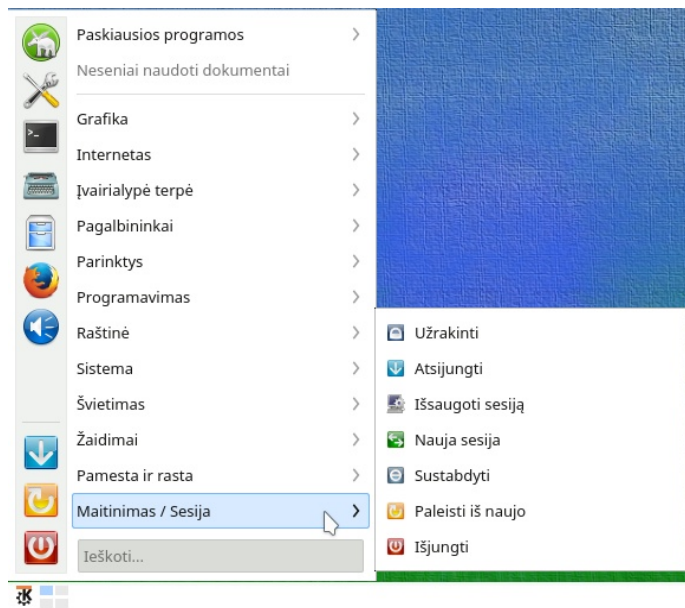 Paskiausios programos
Neseniai naudoti dokumentai
Grafika
Internetas
Įvairialypė terpė
Pagalbininkai
Parinktys
Programavimas
Raštinė
Sistema
Švietimas
Žaidimai
Pamesta ir rasta
Maitinimas / Sesija
Ieškoti...
Užrakinti
Atsijungti
Išsaugoti sesiją
Nauja sesija
Sustabdyti
Paleisti iš naujo
Išjungti